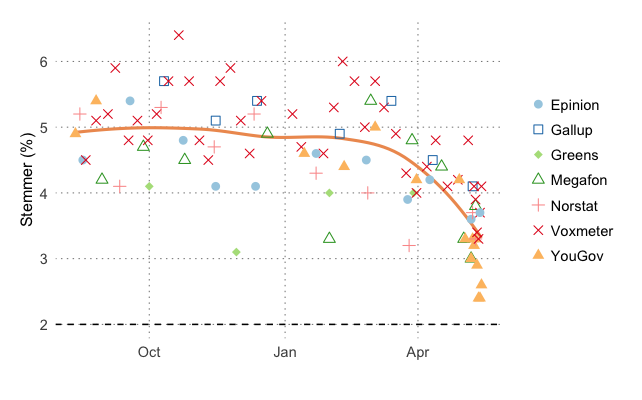 6
5
4
3
2
Stemmer (%)
Oct
Jan
Apr
Epinion
Gallup
Greens
Megafon
Norstat
Voxmeter
YouGov